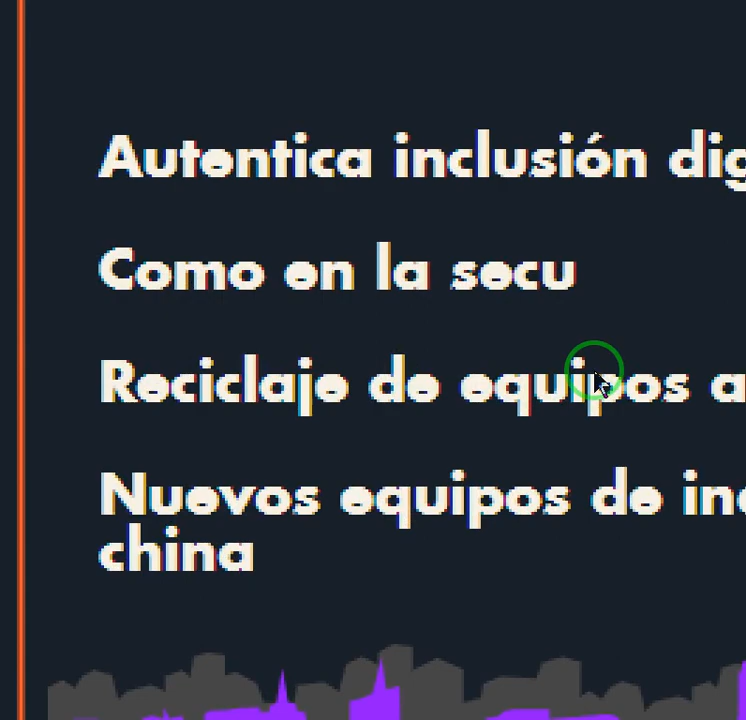 Autentica inclusión dig
Como en la secu
Reciclaje de equipos a
Nuevos equipos de in
china